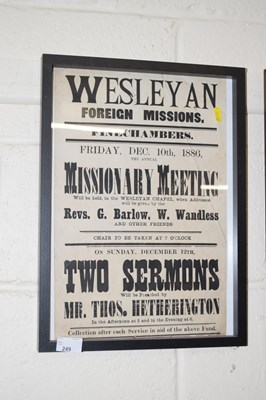 WESLEYAN
FOREIGN MISSIONS,
FINECHAMBERS.
FRIDAY, DEC. 10th, 1886,
THE ANNUAL
MISSIONARY MEETING
Will be held, in the WESLEYAN CHAPEL, when Addresses
will be given by the
Revs. G. Barlow, W. Wandless
AND OTHER FRIENDS
CHAIR TO BE TAKEN AT 7 O'CLOCK
ON SUNDAY, DECEMBER 12TH,
TWO SERMONS
Will be Preached by
MR. THOS. HETHERINGTON
In the Afternoon at 2 and in the Evening at 6.
Collection after each Service in aid of the above Fund.
249